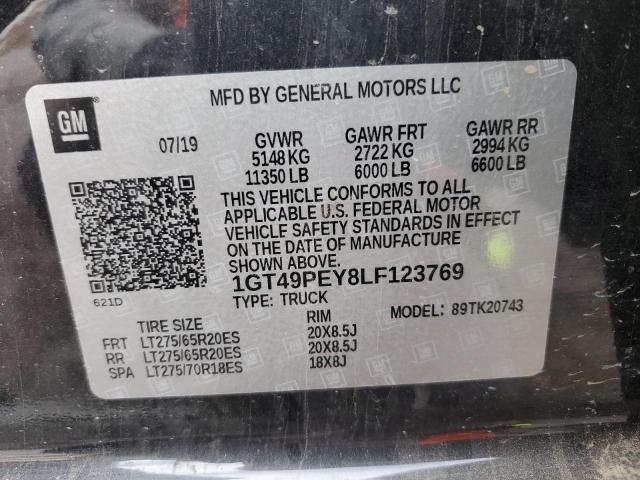 MFD BY GENERAL MOTORS LLC
GM
07/19 GVWR GAWR FRT GAWR RR
5148 KG 2722 KG 2994 KG
11350 LB 6000 LB 6600 LB
THIS VEHICLE CONFORMS TO ALL
APPLICABLE U.S. FEDERAL MOTOR
VEHICLE SAFETY STANDARDS IN EFFECT
ON THE DATE OF MANUFACTURE
SHOWN ABOVE.
621D
1GT49PEY8LF123769
TYPE: TRUCK MODEL: 89TK20743
TIRE SIZE RIM
FRT LT275/65R20ES 20X8.5J
RR LT275/65R20ES 20X8.5J
SPA LT275/70R18ES 18X8J